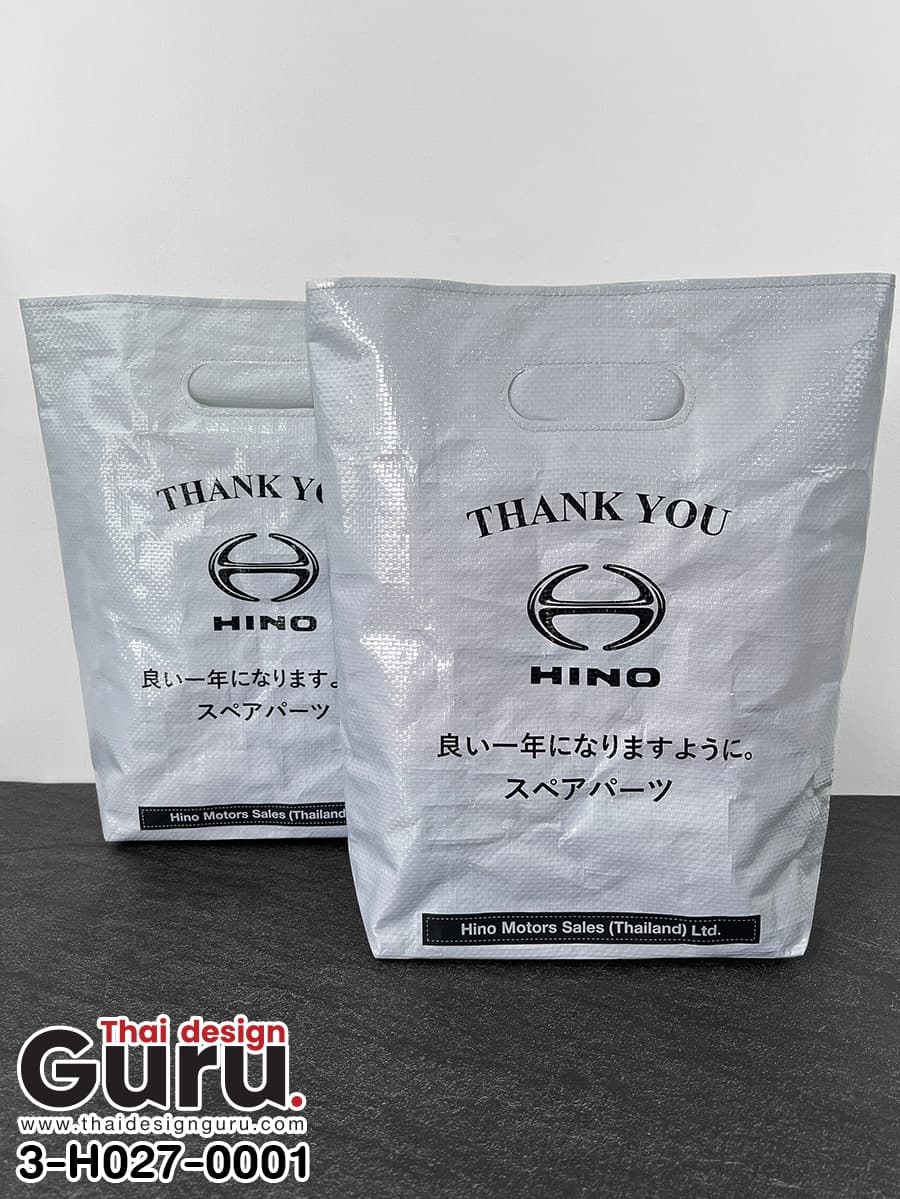 THANK YOU
HINO
良い一年になりますように。
スペアパーツ
Hino Motors Sales (Thailand) Ltd.
THANK
HINO
良い一年になります
スペアパーツ
Hino Motors Sales (Thailand
Thai design
Guru.
www.thaidesignguru.com
3-H027-0001